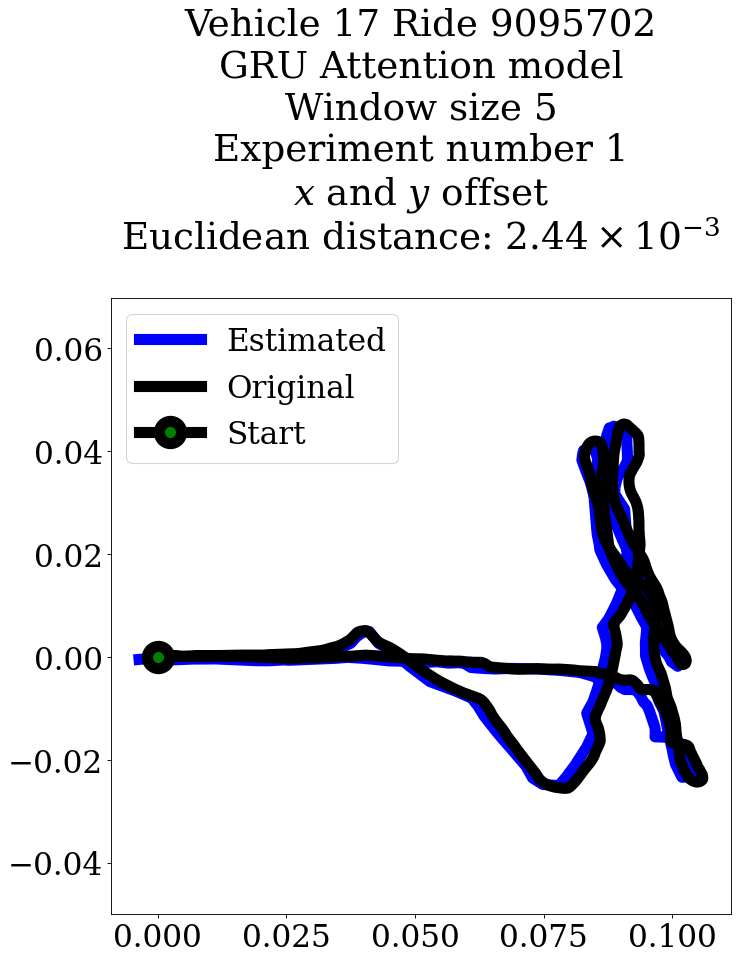 Vehicle 17 Ride 9095702
GRU Attention model
Window size 5
Experiment number 1
x and y offset
Euclidean distance: 2.44 × 10⁻³
Estimated
Original
Start
0.06
0.04
0.02
0.00
−0.02
−0.04
0.000 0.025 0.050 0.075 0.100